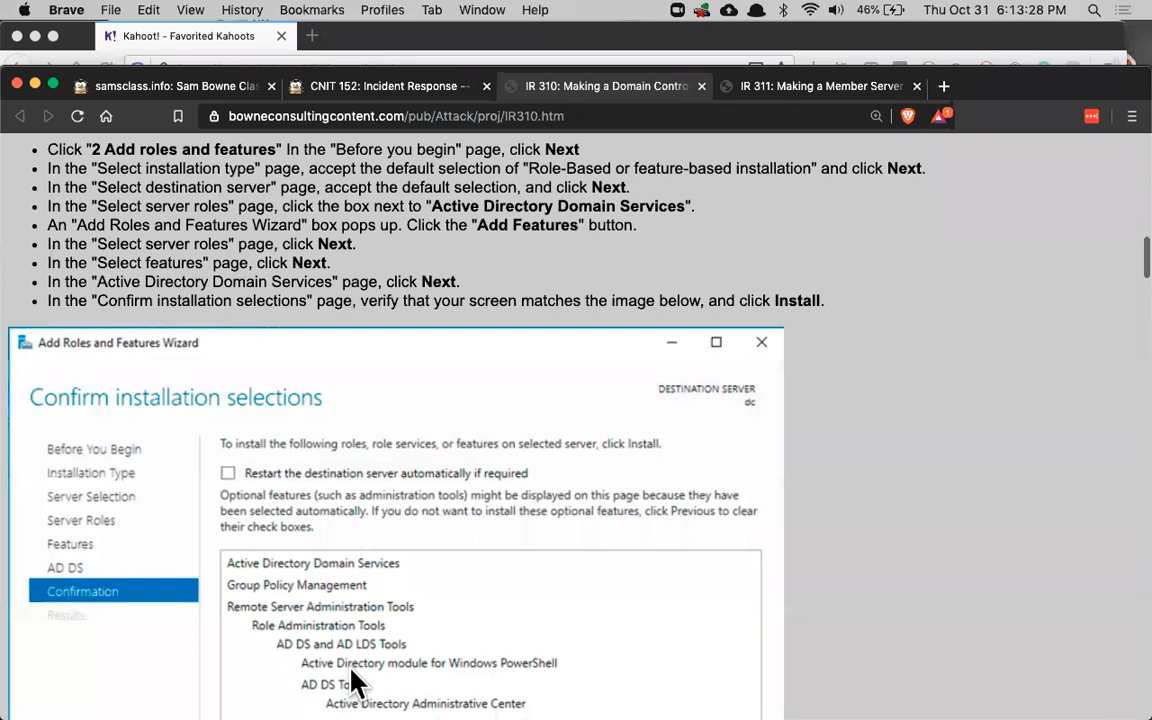 Brave File Edit View History Bookmarks Profiles Tab Window Help 46% Thu Oct 31 6:13:28 PM
K! Kahoot! - Favorited Kahoots
samsclass.info: Sam Bowne Cla CNIT 152: Incident Response -- IR 310: Making a Domain Contro IR 311: Making a Member Server
bowneconsultingcontent.com/pub/Attack/proj/IR310.htm 1
• Click "2 Add roles and features" In the "Before you begin" page, click Next
• In the "Select installation type" page, accept the default selection of "Role-Based or feature-based installation" and click Next.
• In the "Select destination server" page, accept the default selection, and click Next.
• In the "Select server roles" page, click the box next to "Active Directory Domain Services".
• An "Add Roles and Features Wizard" box pops up. Click the "Add Features" button.
• In the "Select server roles" page, click Next.
• In the "Select features" page, click Next.
• In the "Active Directory Domain Services" page, click Next.
• In the "Confirm installation selections" page, verify that your screen matches the image below, and click Install.
Add Roles and Features Wizard
Confirm installation selections
DESTINATION SERVER
dc
Before You Begin
Installation Type
Server Selection
Server Roles
Features
AD DS
Confirmation
Results
To install the following roles, role services, or features on selected server, click Install.
Restart the destination server automatically if required
Optional features (such as administration tools) might be displayed on this page because they have
been selected automatically. If you do not want to install these optional features, click Previous to clear
their check boxes.
Active Directory Domain Services
Group Policy Management
Remote Server Administration Tools
Role Administration Tools
AD DS and AD LDS Tools
Active Directory module for Windows PowerShell
AD DS
Active Directory Administrative Center